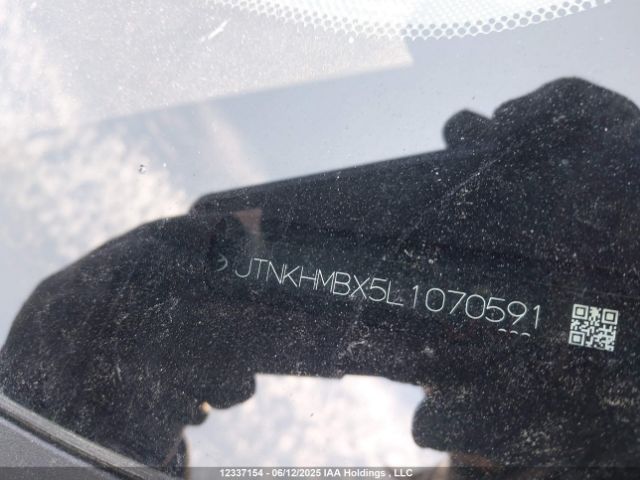 JTNKHMBX5L1070591
12337154 - 06/12/2025 IAA Holdings , LLC